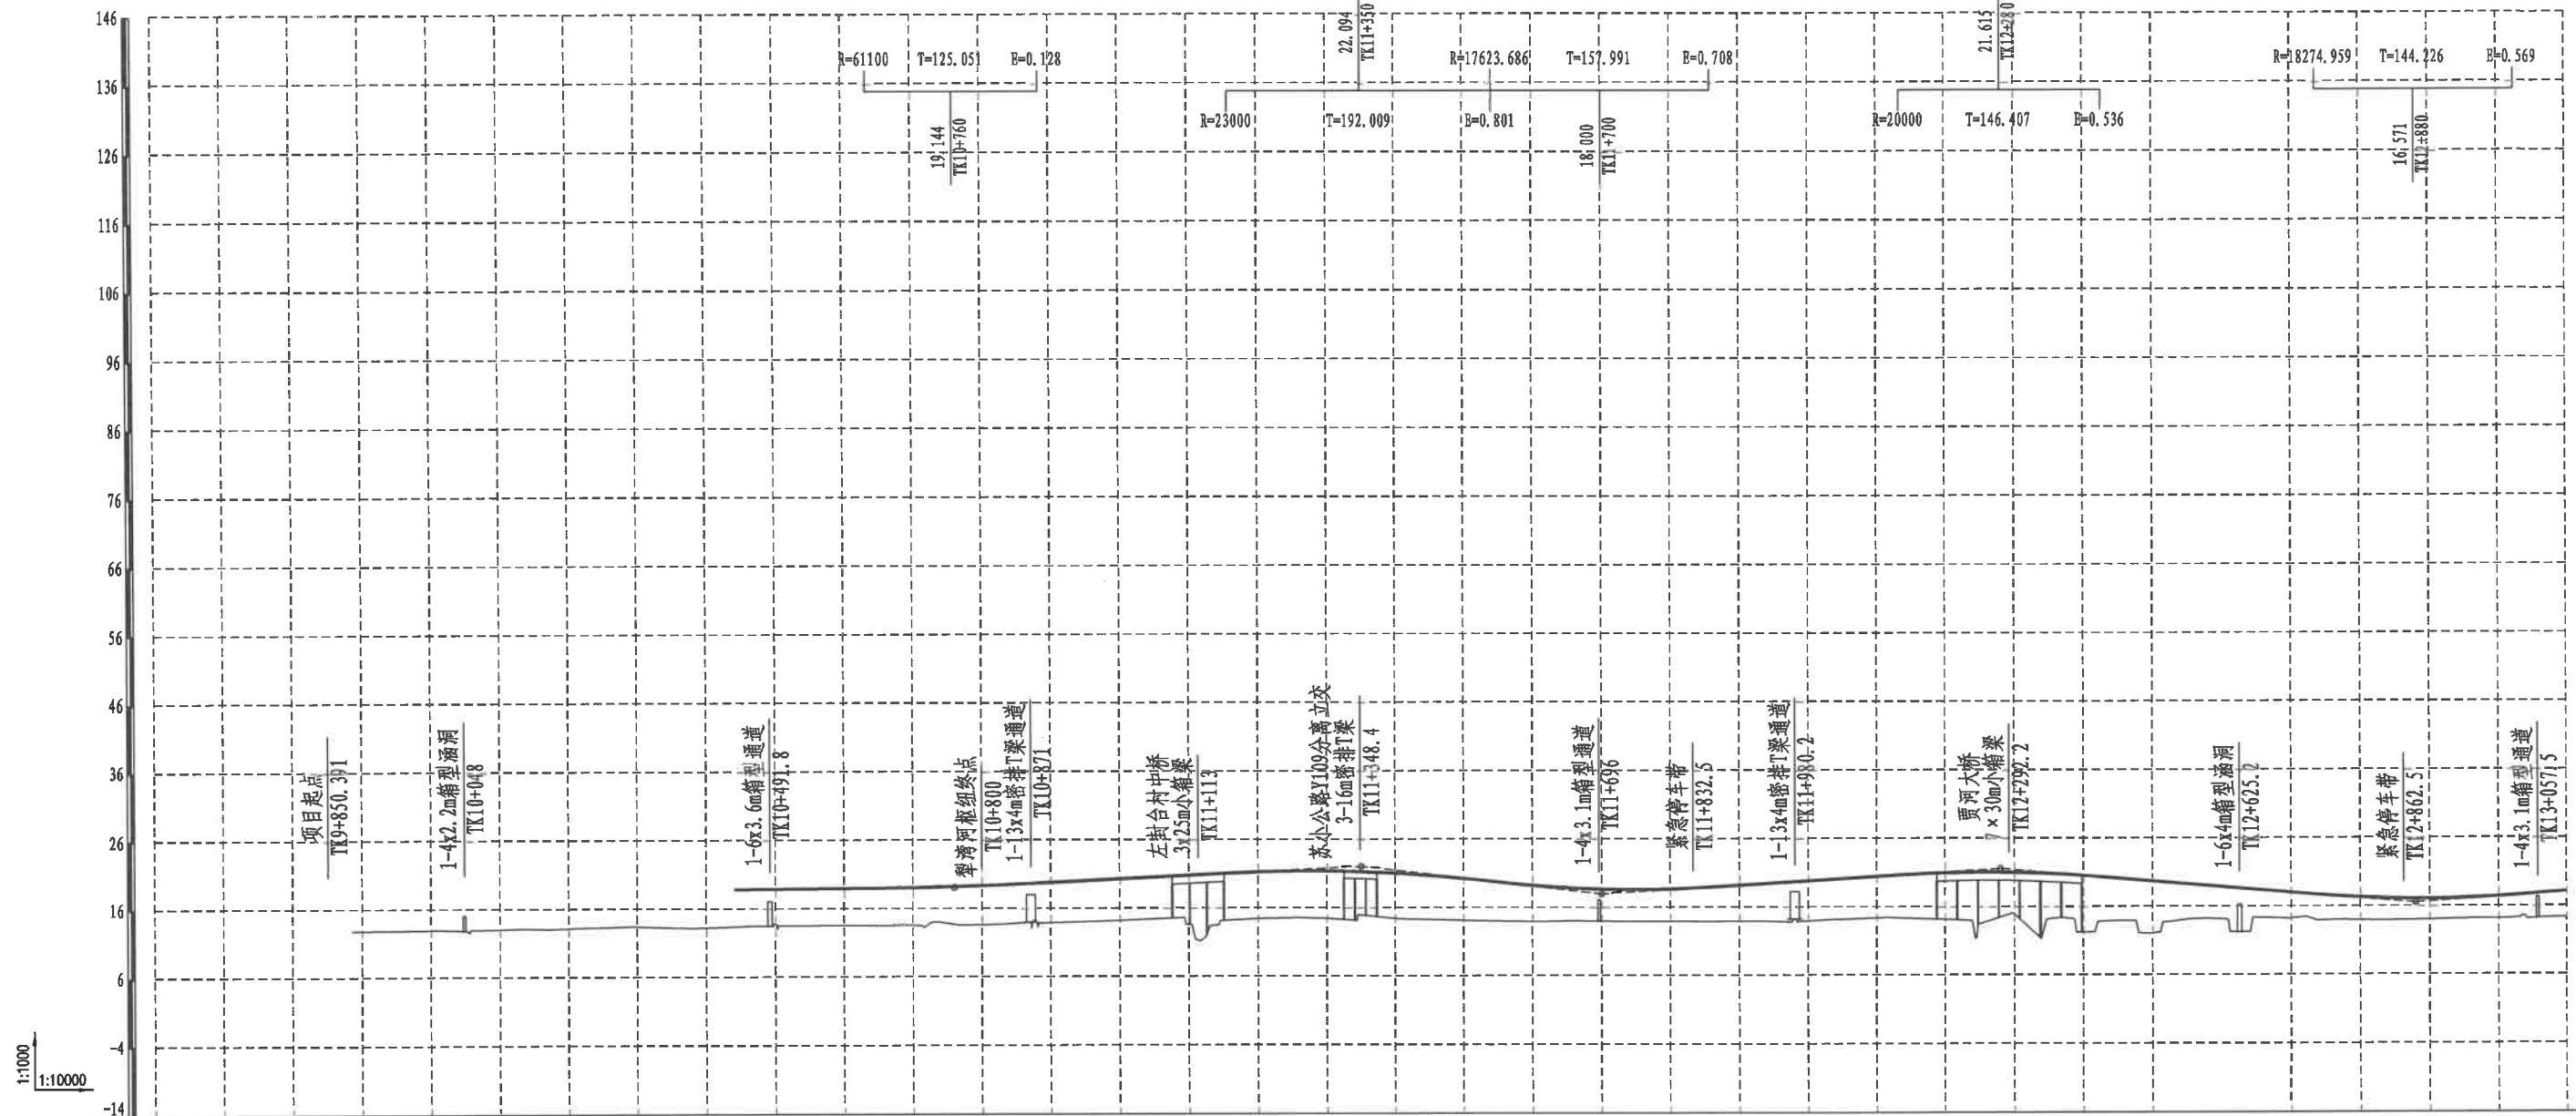 146
136
126
116
106
96
86
76
66
56
46
36
26
16
6
-4
-14
1:1000
1:10000
R=61100 T=125.051 E=0.128
19.144
TK10+760
22.094
TK11+350
R=23000 T=192.009 E=0.801
R=17623.686 T=157.991 E=0.708
18.000
TK11+700
21.615
TK12+280
R=20000 T=146.407 E=0.536
R=18274.959 T=144.226 E=0.569
16.571
TK12+880
项目起点
TK9+850.391
1-4x2.2m箱型涵洞
TK10+048
1-6x3.6m箱型通道
TK10+491.8
犁湾河枢纽终点
TK10+800
1-13x4m密排T梁通道
TK10+871
左封台村中桥
3x25m小箱梁
TK11+113
苏小公路Y109分离立交
3-16m密排T梁
TK11+348.4
1-4x3.1m箱型通道
TK11+696
紧急停车带
TK11+832.5
1-13x4m密排T梁通道
TK11+980.2
贾河大桥
7×30m小箱梁
TK12+292.2
1-6x4m箱型涵洞
TK12+625.2
紧急停车带
TK12+862.5
1-4x3.1m箱型通道
TK13+057.5